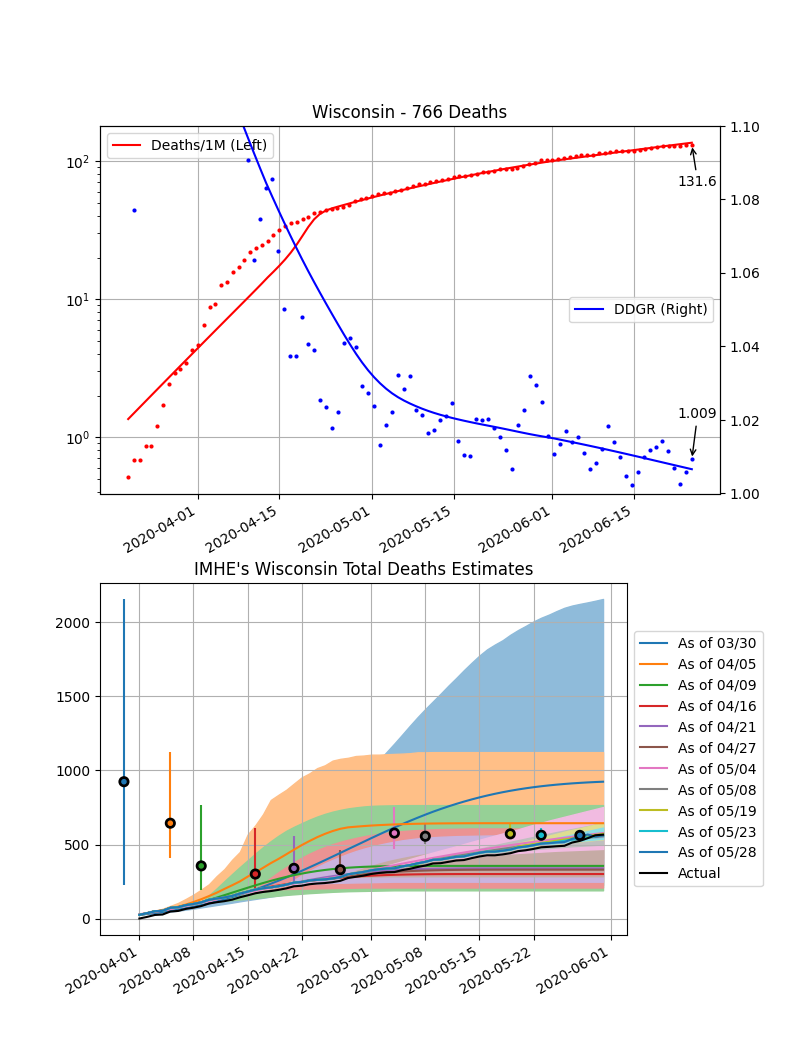 Wisconsin - 766 Deaths
Deaths/1M (Left)
DDGR (Right)
131.6
1.009
10²
10¹
10⁰
1.10
1.08
1.06
1.04
1.02
1.00
2020-04-01
2020-04-15
2020-05-01
2020-05-15
2020-06-01
2020-06-15
IMHE's Wisconsin Total Deaths Estimates
2000
1500
1000
500
0
2020-04-01
2020-04-08
2020-04-15
2020-04-22
2020-05-01
2020-05-08
2020-05-15
2020-05-22
2020-06-01
As of 03/30
As of 04/05
As of 04/09
As of 04/16
As of 04/21
As of 04/27
As of 05/04
As of 05/08
As of 05/19
As of 05/23
As of 05/28
Actual